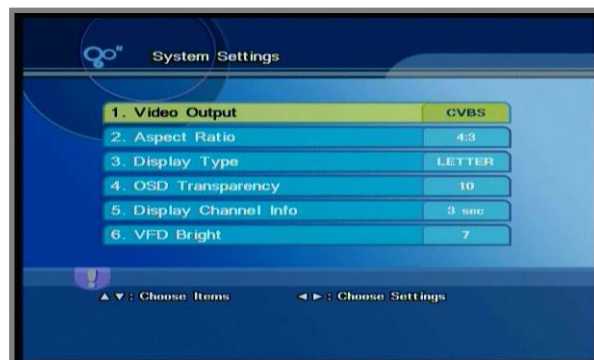 System Settings
1. Video Output CVBS
2. Aspect Ratio 4:3
3. Display Type LETTER
4. OSD Transparency 10
5. Display Channel Info 3 sec
6. VFD Bright 7
▲ ▼ : Choose Items ◄ ► : Choose Settings